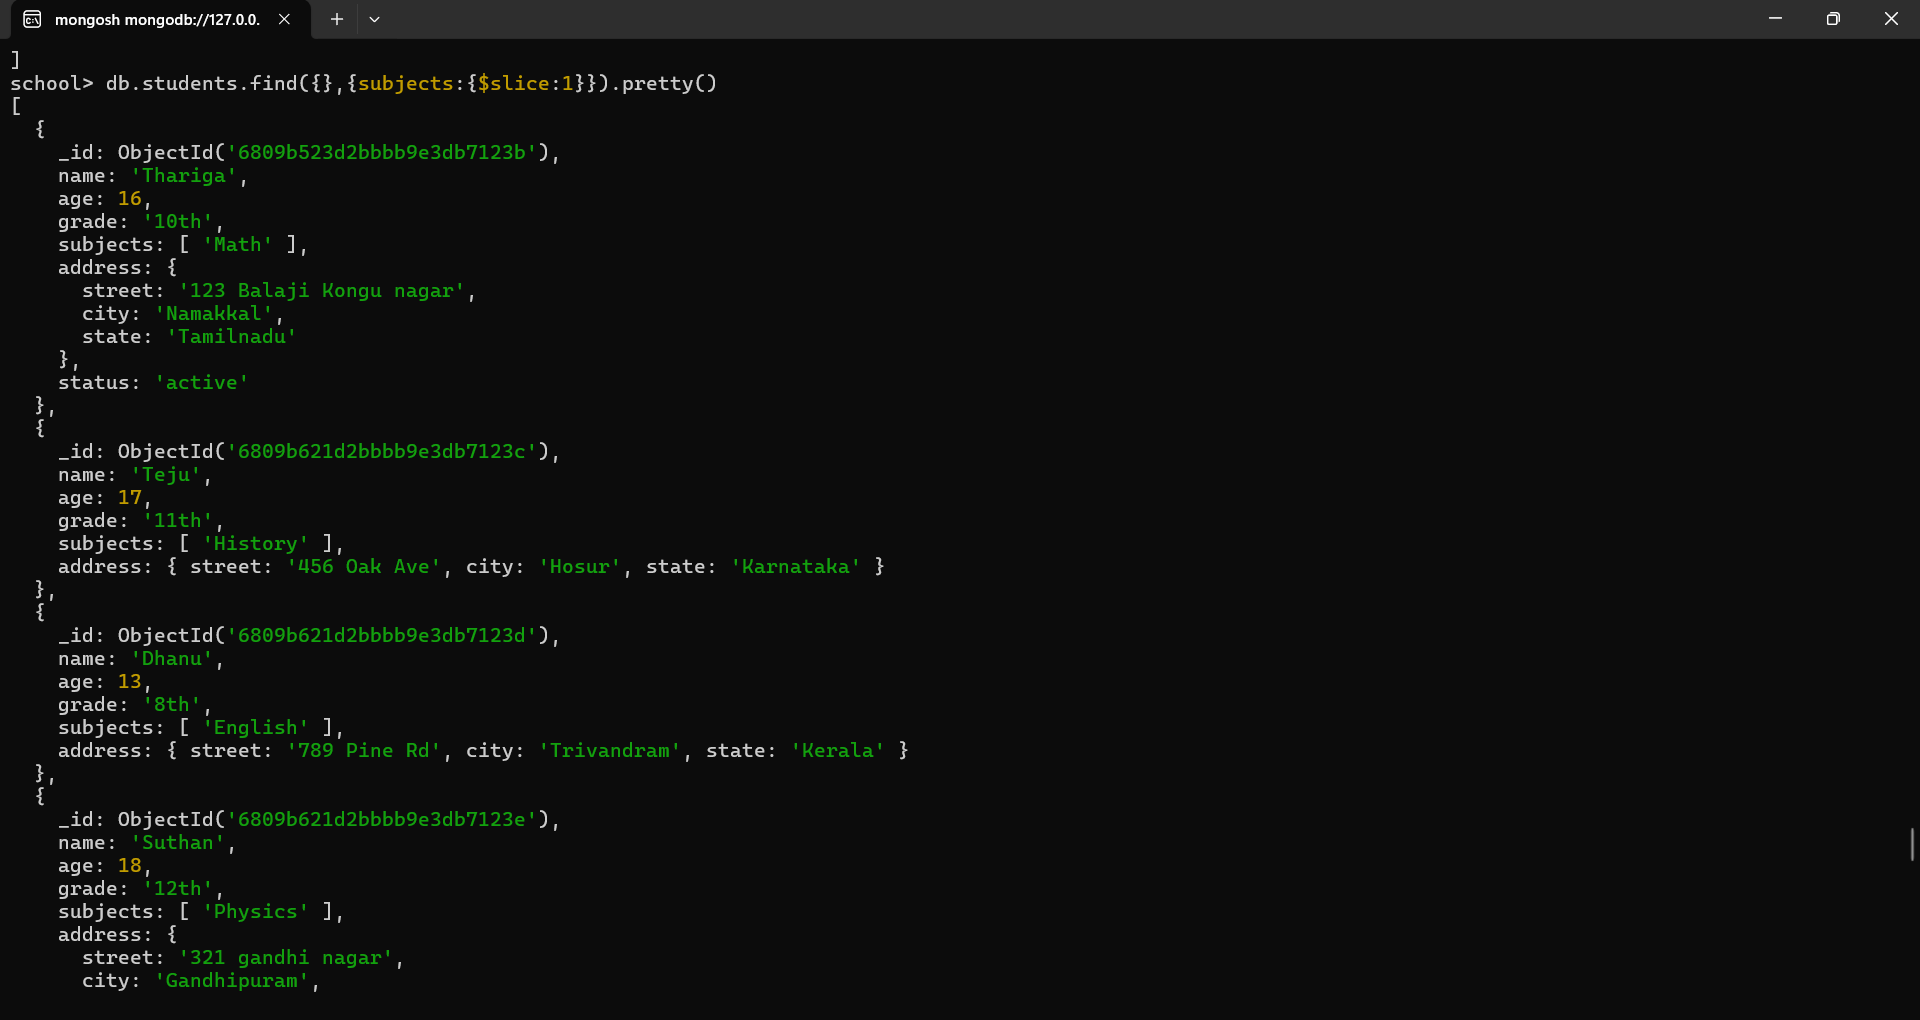 mongosh mongodb://127.0.0.
]
school> db.students.find({},{subjects:{$slice:1}}).pretty()
[
  {
    _id: ObjectId('6809b523d2bbbb9e3db7123b'),
    name: 'Thariga',
    age: 16,
    grade: '10th',
    subjects: [ 'Math' ],
    address: {
      street: '123 Balaji Kongu nagar',
      city: 'Namakkal',
      state: 'Tamilnadu'
    },
    status: 'active'
  },
  {
    _id: ObjectId('6809b621d2bbbb9e3db7123c'),
    name: 'Teju',
    age: 17,
    grade: '11th',
    subjects: [ 'History' ],
    address: { street: '456 Oak Ave', city: 'Hosur', state: 'Karnataka' }
  },
  {
    _id: ObjectId('6809b621d2bbbb9e3db7123d'),
    name: 'Dhanu',
    age: 13,
    grade: '8th',
    subjects: [ 'English' ],
    address: { street: '789 Pine Rd', city: 'Trivandram', state: 'Kerala' }
  },
  {
    _id: ObjectId('6809b621d2bbbb9e3db7123e'),
    name: 'Suthan',
    age: 18,
    grade: '12th',
    subjects: [ 'Physics' ],
    address: {
      street: '321 gandhi nagar',
      city: 'Gandhipuram',